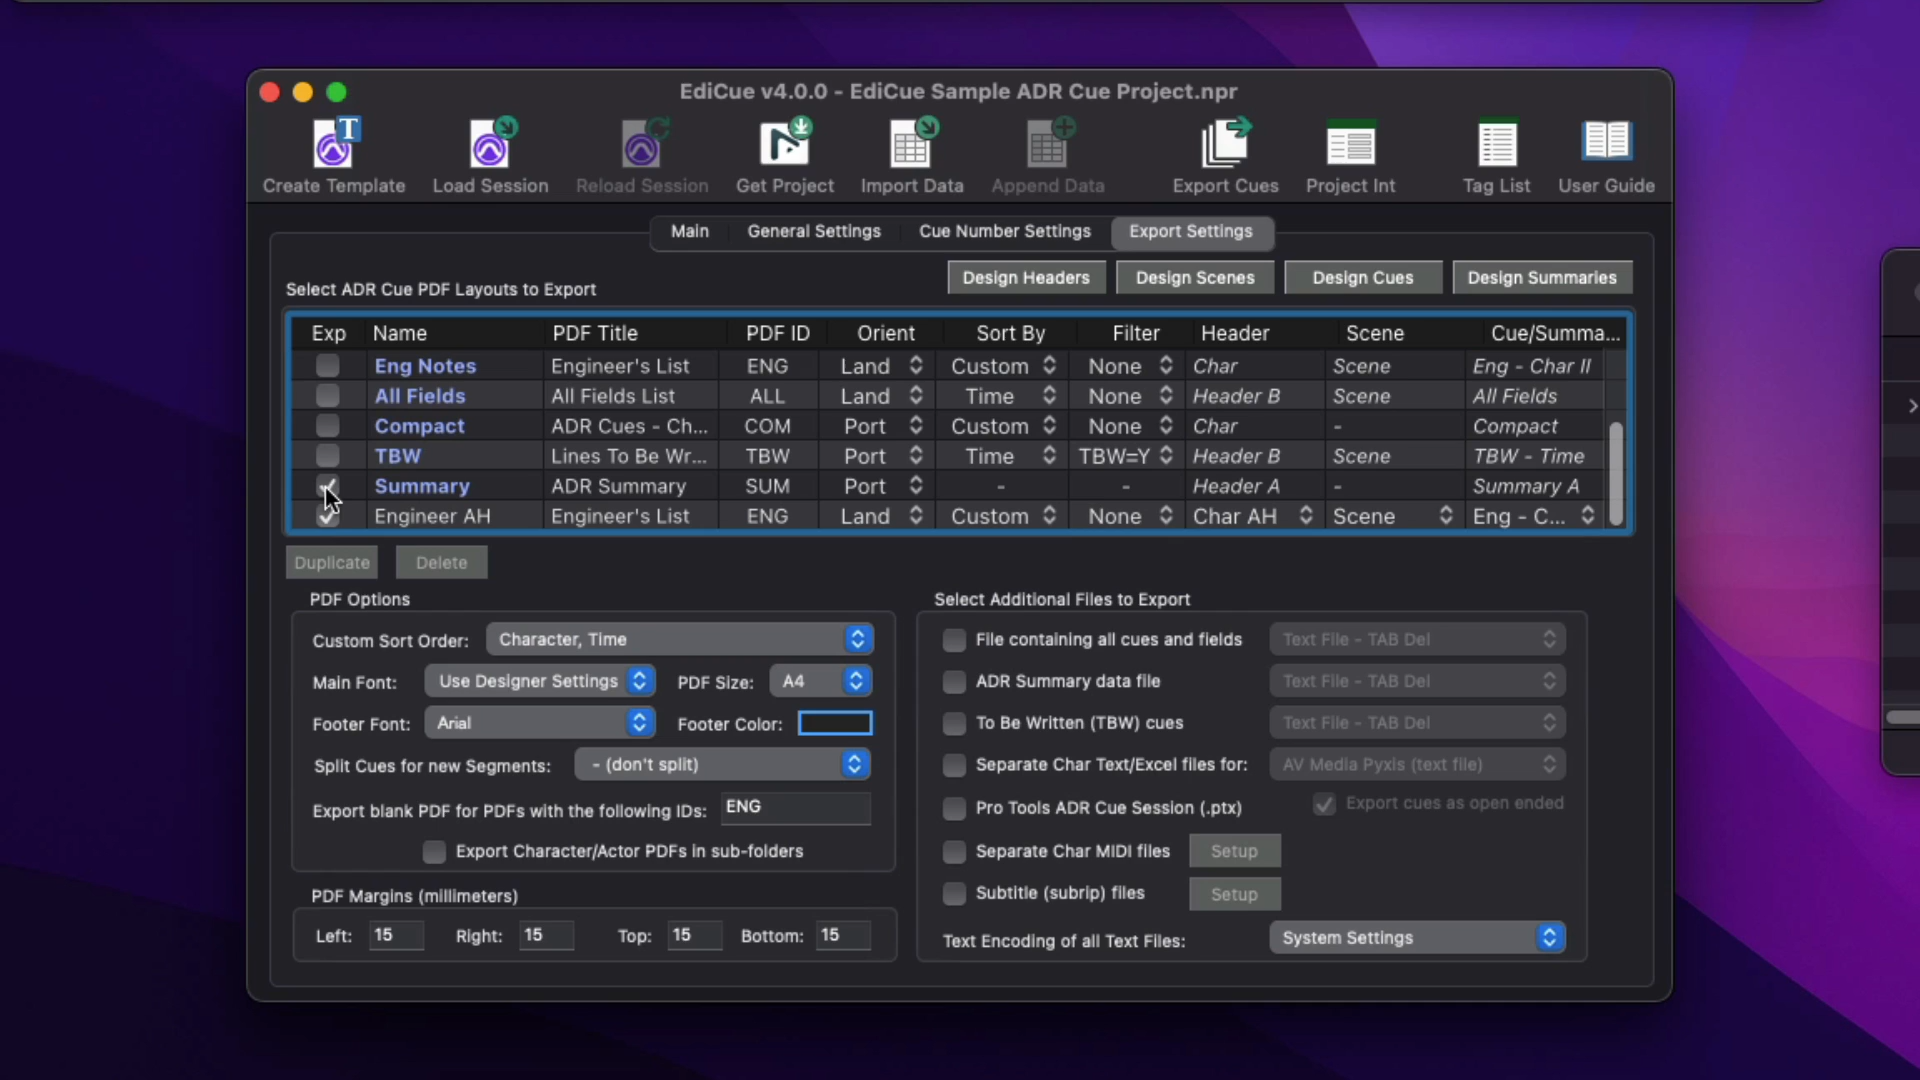 EdiCue v4.0.0 - EdiCue Sample ADR Cue Project.npr
T
Create Template Load Session Reload Session Get Project Import Data Append Data Export Cues Project Int Tag List User Guide
Main General Settings Cue Number Settings Export Settings
Select ADR Cue PDF Layouts to Export Design Headers Design Scenes Design Cues Design Summaries
Exp Name PDF Title PDF ID Orient Sort By Filter Header Scene Cue/Summa...
Eng Notes Engineer's List ENG Land Custom None Char Scene Eng - Char II
All Fields All Fields List ALL Land Time None Header B Scene All Fields
Compact ADR Cues - Ch... COM Port Custom None Char - Compact
TBW Lines To Be Wr... TBW Port Time TBW=Y Header B Scene TBW - Time
Summary ADR Summary SUM Port - - Header A - Summary A
Engineer AH Engineer's List ENG Land Custom None Char AH Scene Eng - C...
Duplicate Delete
PDF Options
Custom Sort Order: Character, Time
Main Font: Use Designer Settings PDF Size: A4
Footer Font: Arial Footer Color:
Split Cues for new Segments: - (don't split)
Export blank PDF for PDFs with the following IDs: ENG
Export Character/Actor PDFs in sub-folders
PDF Margins (millimeters)
Left: 15 Right: 15 Top: 15 Bottom: 15
Select Additional Files to Export
File containing all cues and fields Text File - TAB Del
ADR Summary data file Text File - TAB Del
To Be Written (TBW) cues Text File - TAB Del
Separate Char Text/Excel files for: AV Media Pyxis (text file)
Pro Tools ADR Cue Session (.ptx) Export cues as open ended
Separate Char MIDI files Setup
Subtitle (subrip) files Setup
Text Encoding of all Text Files: System Settings